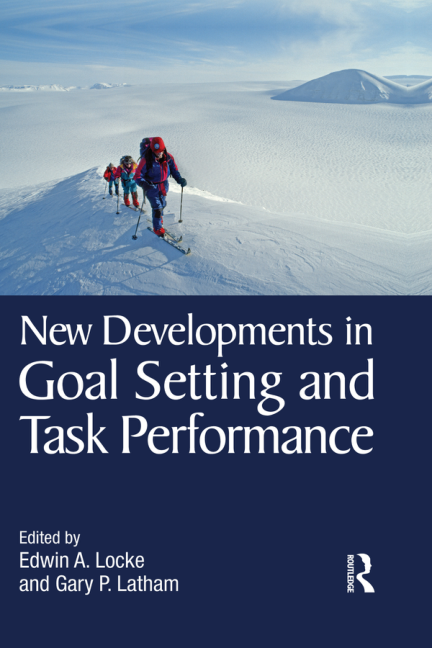 New Developments in
Goal Setting and
Task Performance
Edited by
Edwin A. Locke
and Gary P. Latham
ROUTLEDGE